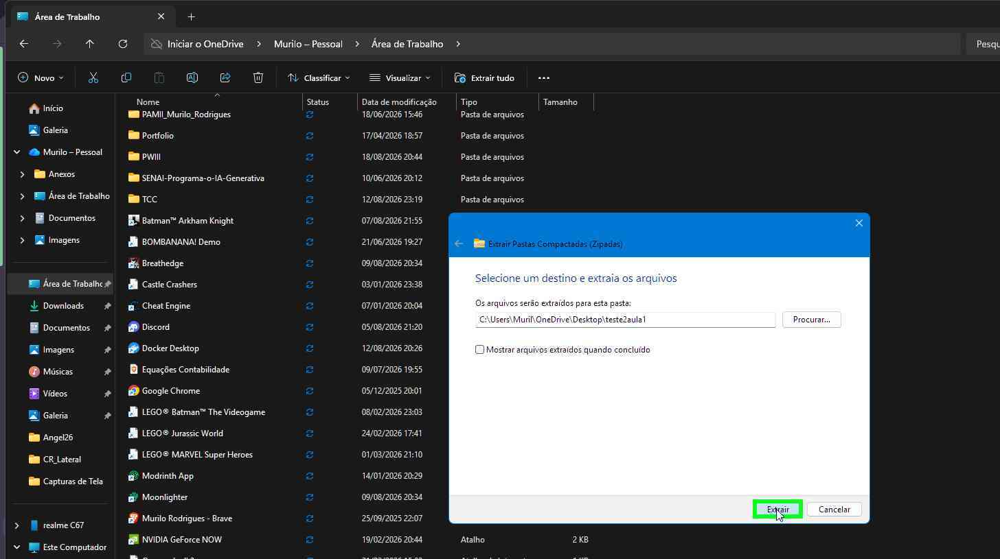 Área de Trabalho
Iniciar o OneDrive > Murilo – Pessoal > Área de Trabalho >
Novo
Classificar
Visualizar
Extrair tudo
Nome Status Data de modificação Tipo Tamanho
Início
Galeria
Murilo – Pessoal
Anexos
Área de Trabalho
Documentos
Imagens
Área de Trabalho
Downloads
Documentos
Imagens
Músicas
Vídeos
Galeria
Angel26
CR_Lateral
Capturas de Tela
realme C67
Este Computador
PAMII_Murilo_Rodrigues 18/06/2026 15:46 Pasta de arquivos
Portfolio 17/04/2026 18:57 Pasta de arquivos
PWIII 18/08/2026 20:44 Pasta de arquivos
SENAI-Programa-o-IA-Generativa 10/06/2026 20:12 Pasta de arquivos
TCC 12/08/2026 23:19 Pasta de arquivos
Batman™ Arkham Knight 07/08/2026 21:55
BOMBANANA! Demo 21/06/2026 19:27
Breathedge 09/08/2026 20:34
Castle Crashers 03/01/2026 23:38
Cheat Engine 07/01/2026 20:04
Discord 05/08/2026 21:20
Docker Desktop 12/08/2026 20:26
Equações Contabilidade 09/07/2026 19:55
Google Chrome 05/12/2025 20:01
LEGO® Batman™ The Videogame 08/02/2026 23:03
LEGO® Jurassic World 24/02/2026 17:41
LEGO® MARVEL Super Heroes 01/03/2026 21:10
Modrinth App 14/01/2026 20:29
Moonlighter 09/08/2026 20:34
Murilo Rodrigues - Brave 25/09/2025 22:07
NVIDIA GeForce NOW 19/02/2026 20:44 Atalho 2 KB
Extrair Pastas Compactadas (Zipadas)
Selecione um destino e extraia os arquivos
Os arquivos serão extraídos para esta pasta:
C:\Users\Muril\OneDrive\Desktop\teste2aula1
Procurar...
Mostrar arquivos extraídos quando concluído
Extrair
Cancelar